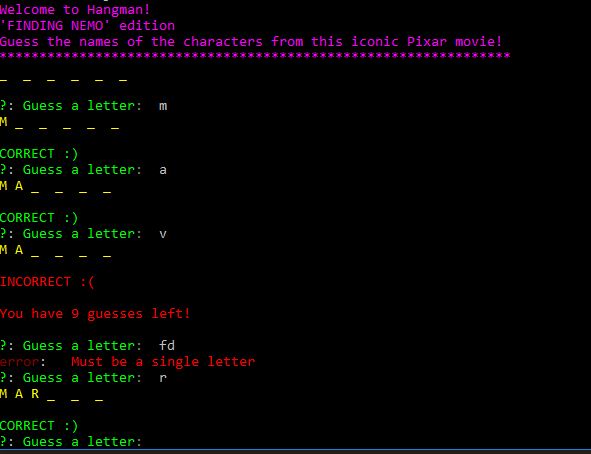 Welcome to Hangman!
'FINDING NEMO' edition
Guess the names of the characters from this iconic Pixar movie!
****************************************************************
_ _ _ _ _ _
?: Guess a letter: m
M _ _ _ _ _
CORRECT :)
?: Guess a letter: a
M A _ _ _ _
CORRECT :)
?: Guess a letter: v
M A _ _ _ _
INCORRECT :(
You have 9 guesses left!
?: Guess a letter: fd
error: Must be a single letter
?: Guess a letter: r
M A R _ _ _
CORRECT :)
?: Guess a letter: